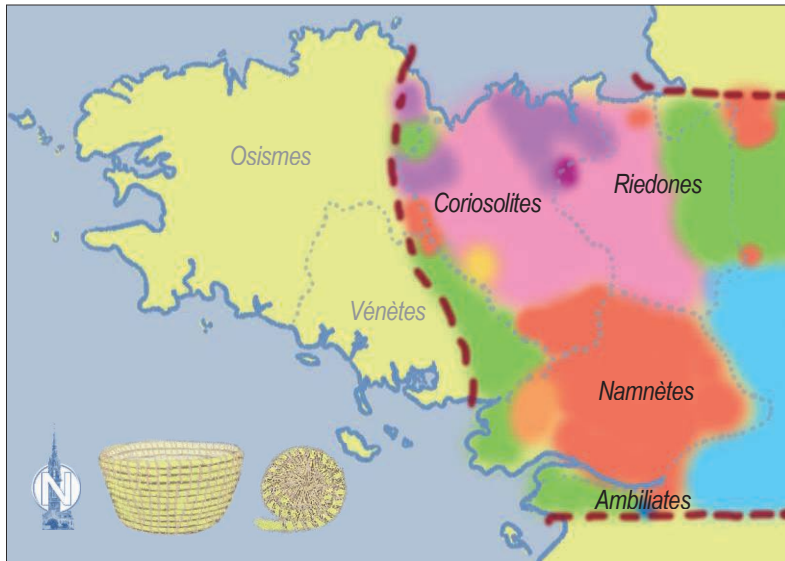 Osismes
Riedones
Coriosolites
Vénètes
Namnètes
N
Ambiliates